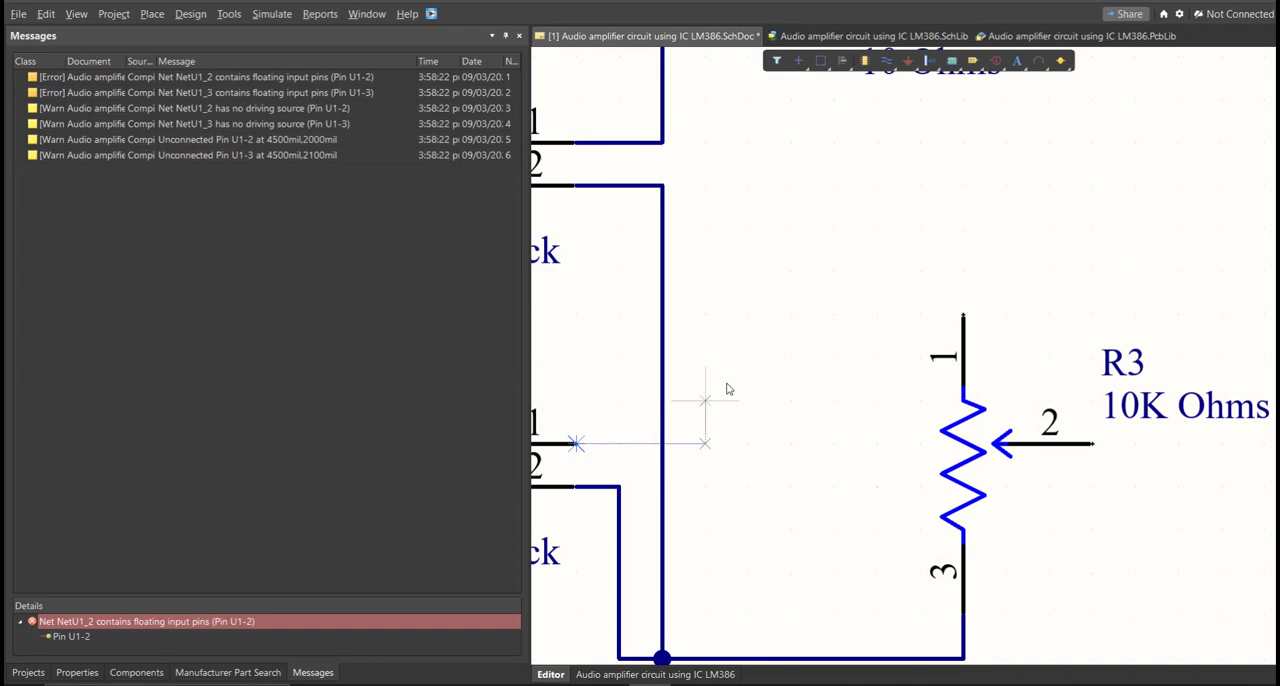 File Edit View Project Place Design Tools Simulate Reports Window Help Share Not Connected
Messages
[1] Audio amplifier circuit using IC LM386.SchDoc * Audio amplifier circuit using IC LM386.SchLib Audio amplifier circuit using IC LM386.PcbLib
Class Document Sour... Message Time Date N...
[Error] Audio amplifie Compi Net NetU1_2 contains floating input pins (Pin U1-2) 3:58:22 p 09/03/20 1
[Error] Audio amplifie Compi Net NetU1_3 contains floating input pins (Pin U1-3) 3:58:22 p 09/03/20 2
[Warn Audio amplifie Compi Net NetU1_2 has no driving source (Pin U1-2) 3:58:22 p 09/03/20 3
[Warn Audio amplifie Compi Net NetU1_3 has no driving source (Pin U1-3) 3:58:22 p 09/03/20 4
[Warn Audio amplifie Compi Unconnected Pin U1-2 at 4500mil,2000mil 3:58:22 p 09/03/20 5
[Warn Audio amplifie Compi Unconnected Pin U1-3 at 4500mil,2100mil 3:58:22 p 09/03/20 6
10 Ohms
1
2
ck
1
R3
10K Ohms
2
1
2
3
ck
Details
Net NetU1_2 contains floating input pins (Pin U1-2)
Pin U1-2
Projects Properties Components Manufacturer Part Search Messages
Editor Audio amplifier circuit using IC LM386